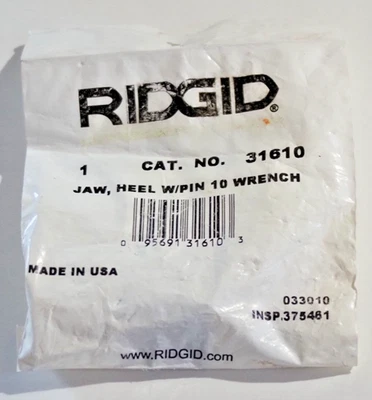 RIDGID®
1 CAT. NO. 31610
JAW, HEEL W/PIN 10 WRENCH
0 95691 31610 3
MADE IN USA
033010
INSP.375461
www.RIDGID.com